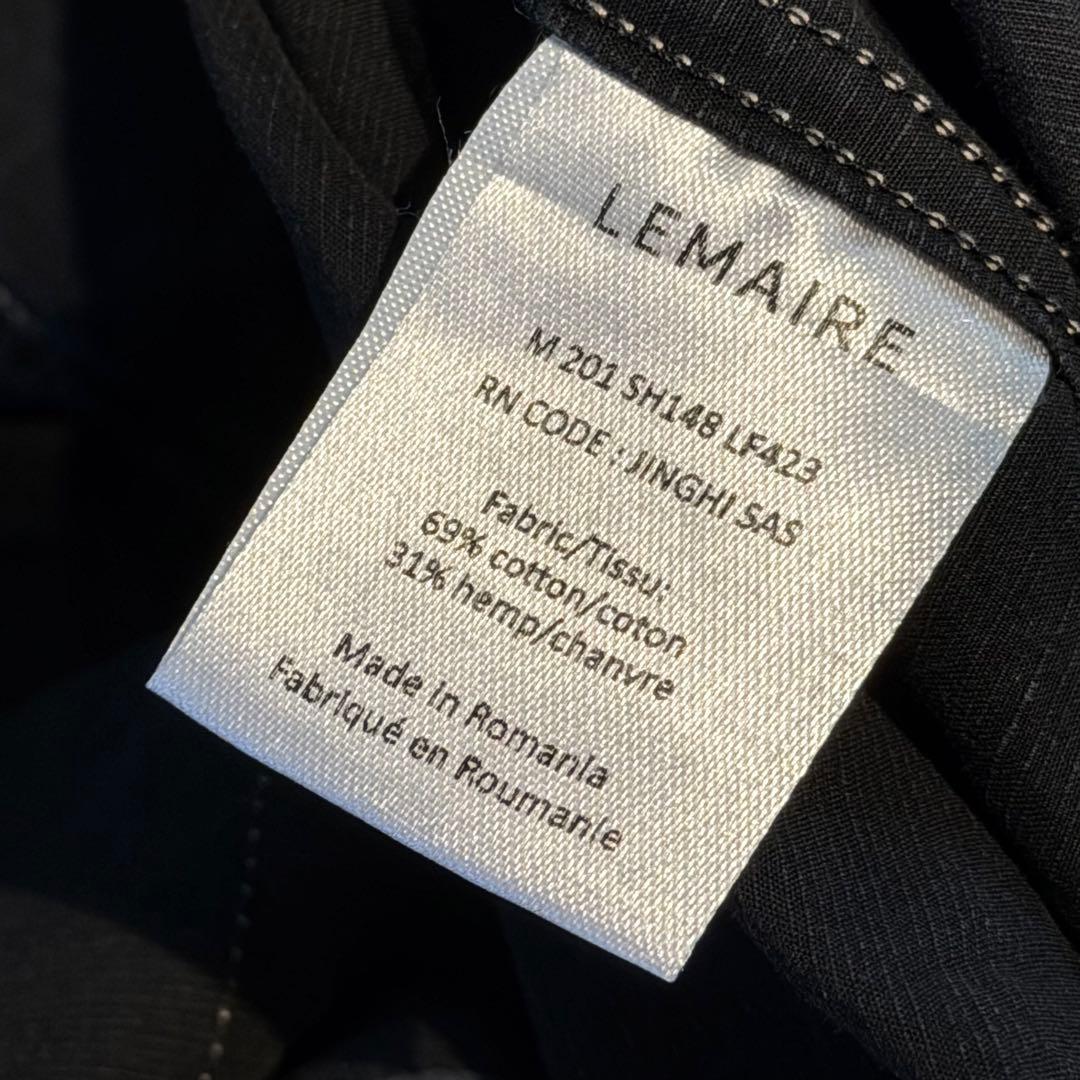 LEMAIRE
M 201 SH148 LF423
RN CODE : JINGHI SAS
Fabric/Tissu:
69% cotton/coton
31% hemp/chanvre
Made in Romania
Fabriqué en Roumanie